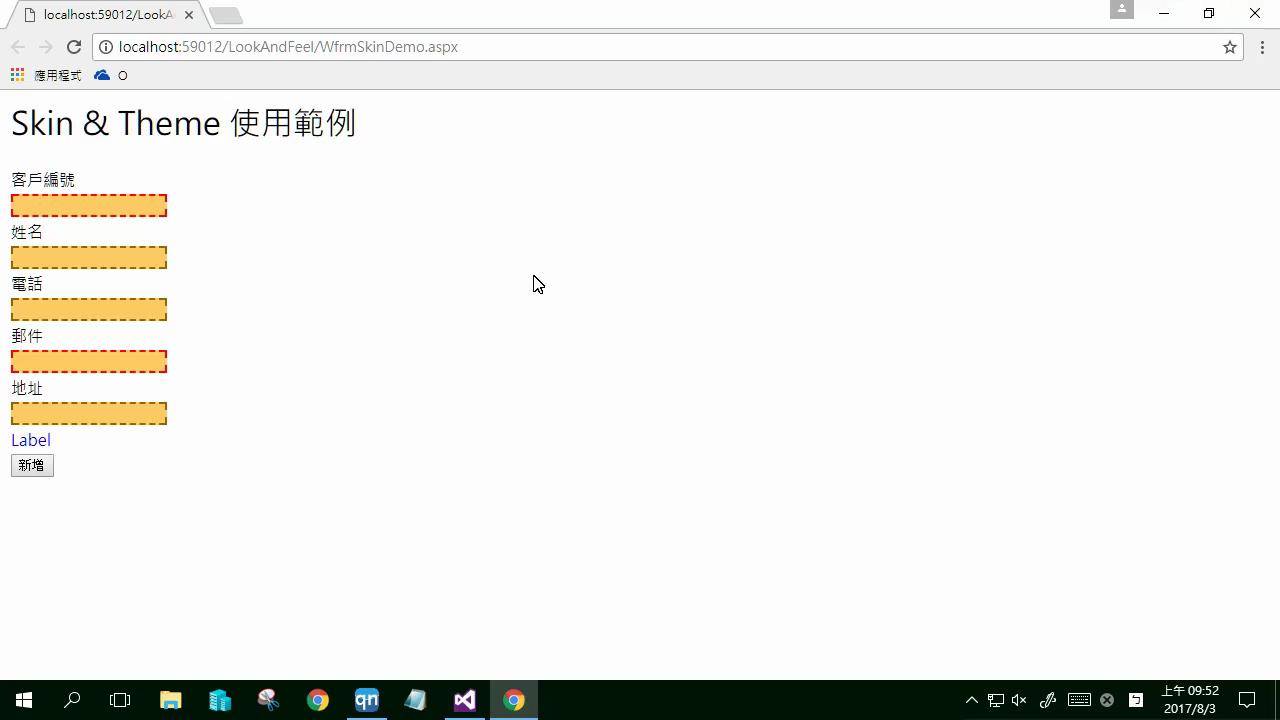 localhost:59012/LookA
localhost:59012/LookAndFeel/WfrmSkinDemo.aspx
應用程式
O
Skin & Theme 使用範例
客戶編號
姓名
電話
郵件
地址
Label
新增
qn
上午 09:52
2017/8/3